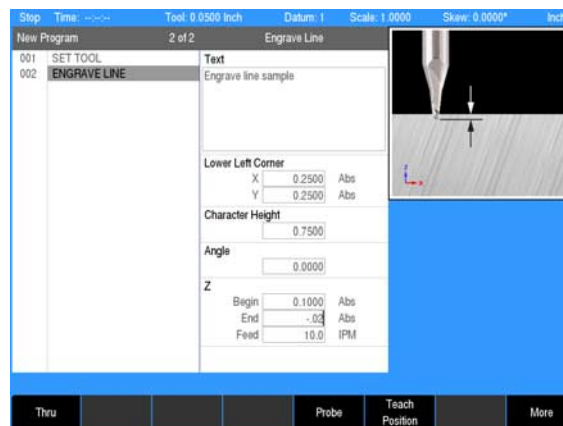 Stop Time: --:--:-- Tool: 0.0500 Inch Datum: 1 Scale: 1.0000 Skew: 0.0000° Inch
New Program 2 of 2 Engrave Line
001 SET TOOL
002 ENGRAVE LINE
Text
Engrave line sample
Lower Left Corner
X 0.2500 Abs
Y 0.2500 Abs
Character Height
0.7500
Angle
0.0000
Z
Begin 0.1000 Abs
End -.02 Abs
Feed 10.0 IPM
z
x
Thru Probe Teach Position More